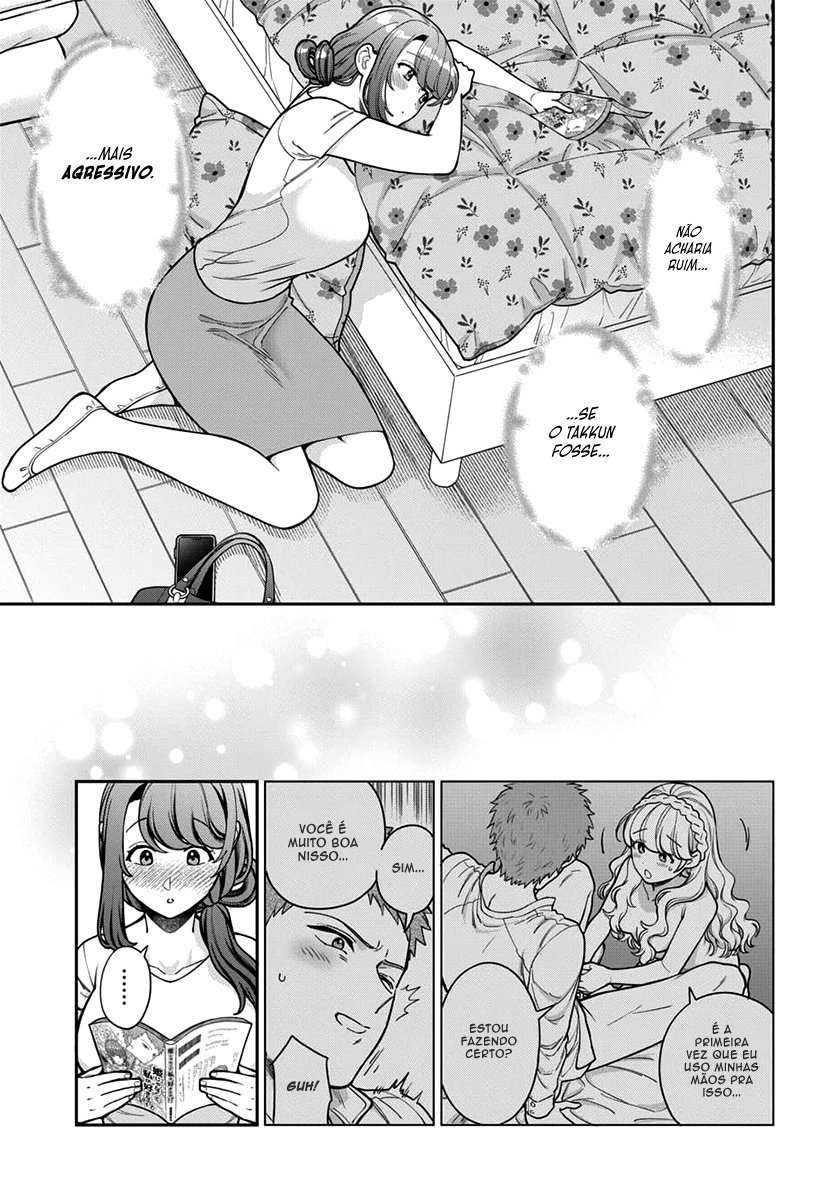 NÃO
ACHARIA
RUIM...
...SE
O TAKKUN
FOSSE...
...MAIS
AGRESSIVO.
É A
PRIMEIRA
VEZ QUE EU
USO MINHAS
MÃOS PRA
ISSO...
ESTOU
FAZENDO
CERTO?
SIM...
VOCÊ É
MUITO BOA
NISSO...
GUH!
......